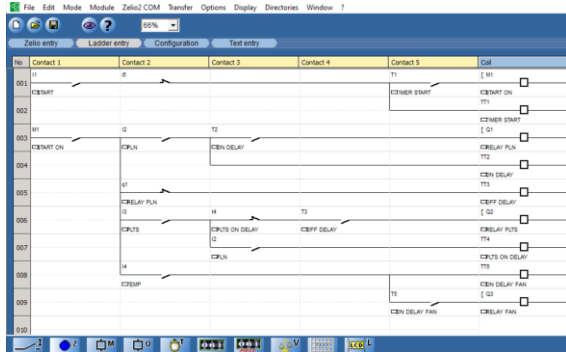 File Edit Mode Module Zelio2 COM Transfer Options Display Directories Window ?
66%
Zelio entry Ladder entry Configuration Text entry
No Contact 1 Contact 2 Contact 3 Contact 4 Contact 5 Coil
001 I1 i5 T1 [ M1
START TIMER START START ON
002 TT1
TIMER START
003 M1 I2 T2 [ Q1
START ON PLN ON DELAY RELAY PLN
004 TT2
ON DELAY
005 q1 TT3
RELAY PLN OFF DELAY
006 I3 t4 T3 [ Q2
PLTS PLTS ON DELAY OFF DELAY RELAY PLTS
007 I2 TT4
PLN PLTS ON DELAY
008 I4 TT5
TEMP ON DELAY FAN
009 T5 [ Q3
ON DELAY FAN RELAY FAN
010
1 2 M O T V LCD L